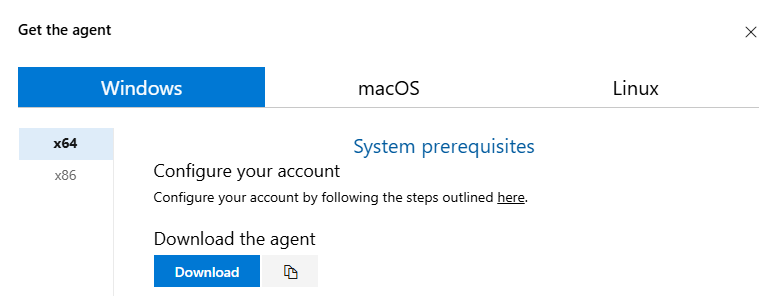 Get the agent
Windows
macOS
Linux
x64
x86
System prerequisites
Configure your account
Configure your account by following the steps outlined here.
Download the agent
Download